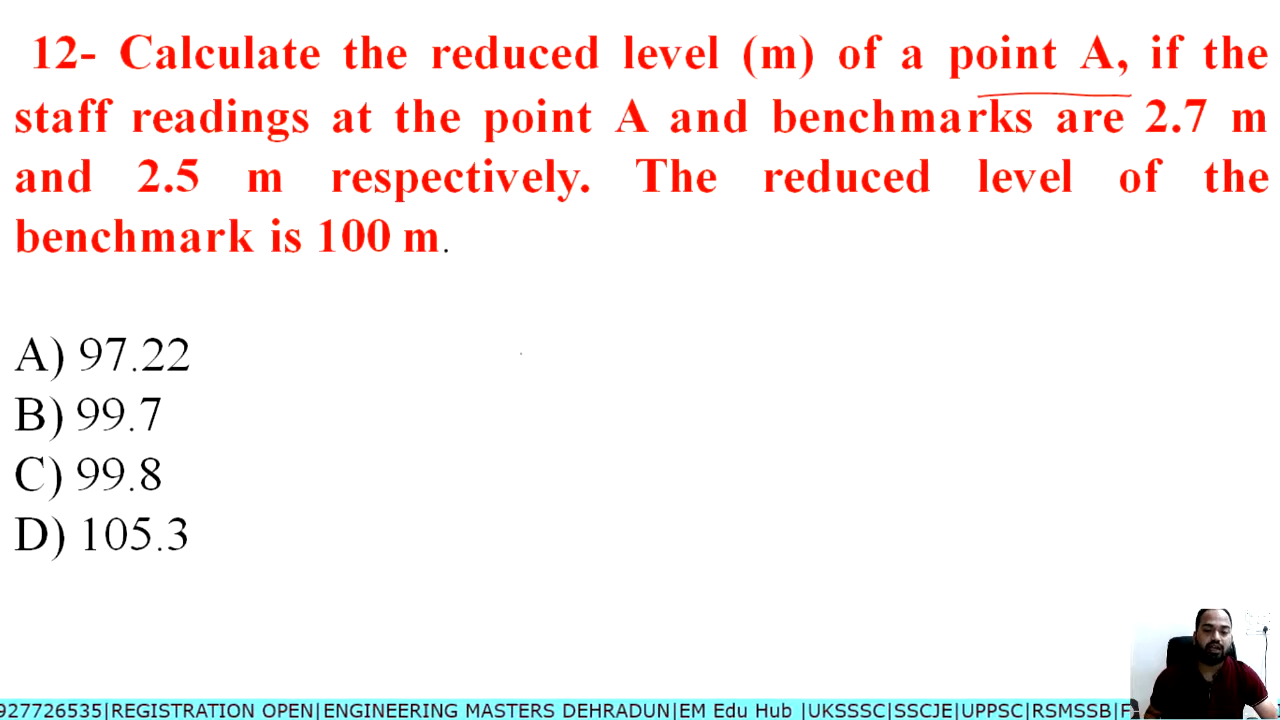 12- Calculate the reduced level (m) of a point A, if the
staff readings at the point A and benchmarks are 2.7 m
and 2.5 m respectively. The reduced level of the
benchmark is 100 m.
A) 97.22
B) 99.7
C) 99.8
D) 105.3
927726535|REGISTRATION OPEN|ENGINEERING MASTERS DEHRADUN|EM Edu Hub |UKSSSC|SSCJE|UPPSC|RSMSSB|F